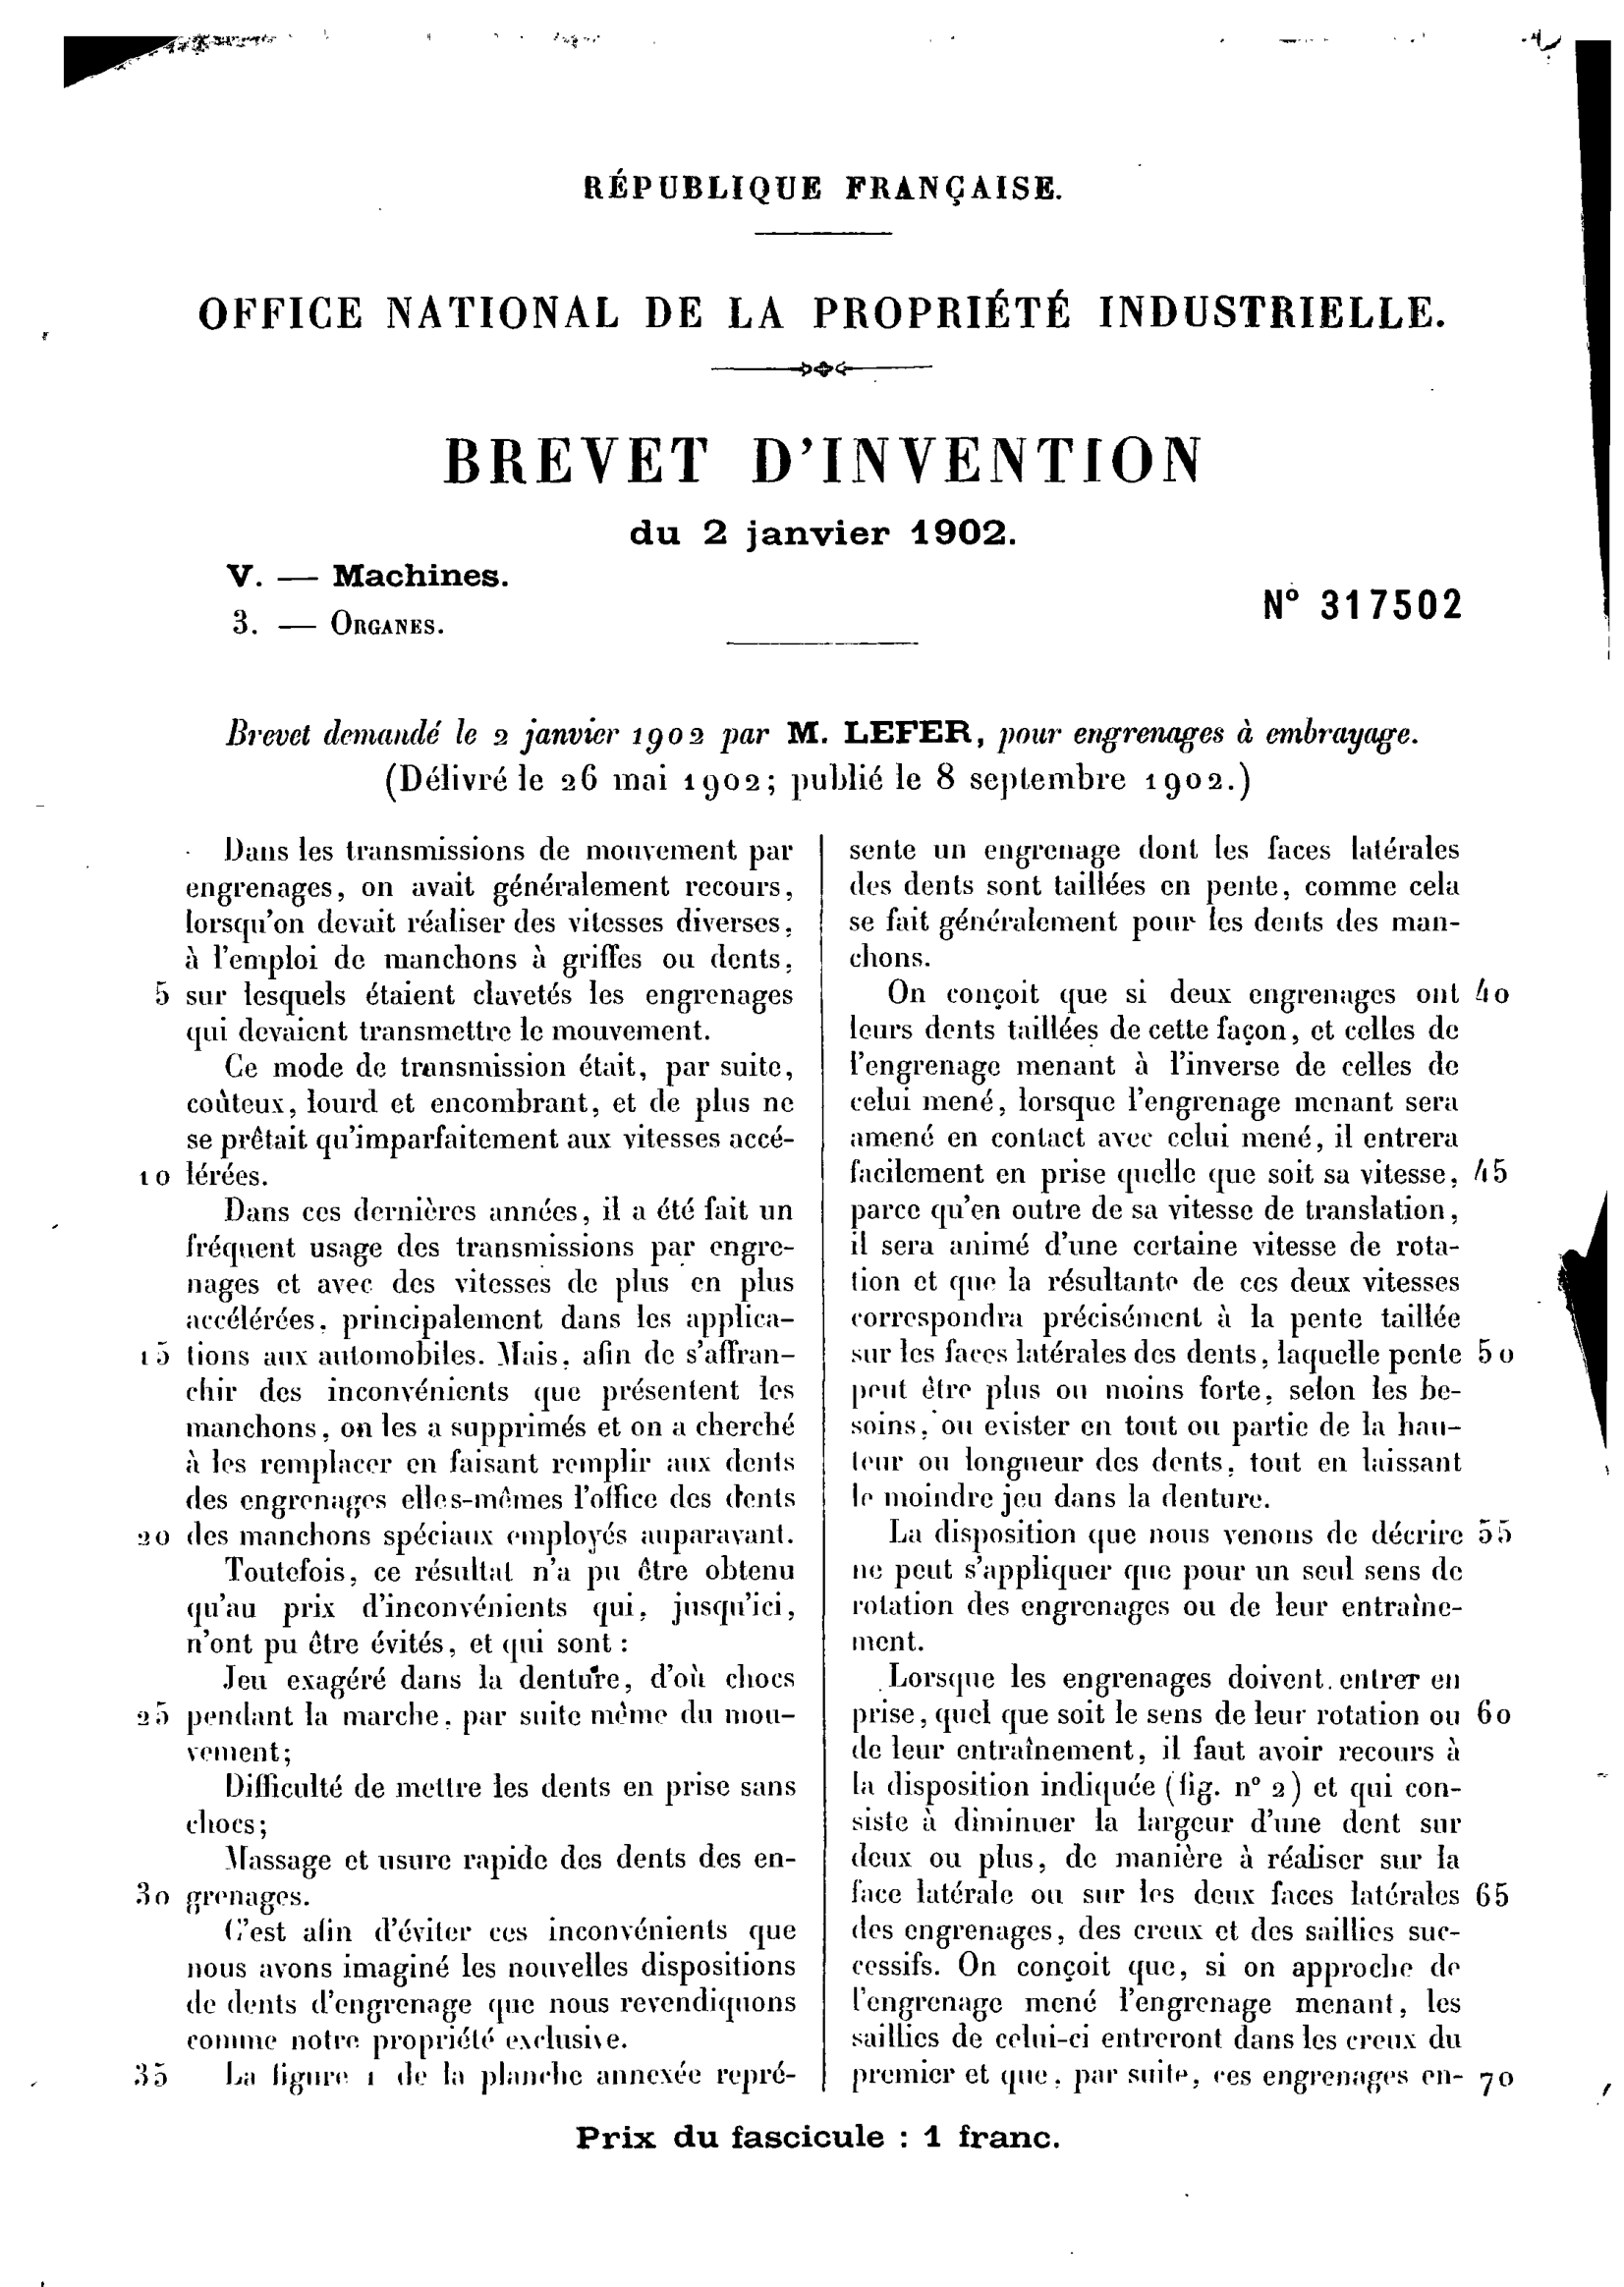 RÉPUBLIQUE FRANÇAISE.
OFFICE NATIONAL DE LA PROPRIÉTÉ INDUSTRIELLE.
BREVET D'INVENTION
du 2 janvier 1902.
V. — Machines.
3. — ORGANES.
N° 317502
Brevet demandé le 2 janvier 1902 par M. LEFER, pour engrenages à embrayage.
(Délivré le 26 mai 1902; publié le 8 septembre 1902.)
Dans les transmissions de mouvement par
engrenages, on avait généralement recours,
lorsqu'on devait réaliser des vitesses diverses,
à l'emploi de manchons à griffes ou dents,
5 sur lesquels étaient clavetés les engrenages
qui devaient transmettre le mouvement.
Ce mode de transmission était, par suite,
coûteux, lourd et encombrant, et de plus ne
se prêtait qu'imparfaitement aux vitesses accé-
10 lérées.
Dans ces dernières années, il a été fait un
fréquent usage des transmissions par engre-
nages et avec des vitesses de plus en plus
accélérées, principalement dans les applica-
15 tions aux automobiles. Mais, afin de s'affran-
chir des inconvénients que présentent les
manchons, on les a supprimés et on a cherché
à les remplacer en faisant remplir aux dents
des engrenages elles-mêmes l'office des dents
20 des manchons spéciaux employés auparavant.
Toutefois, ce résultat n'a pu être obtenu
qu'au prix d'inconvénients qui, jusqu'ici,
n'ont pu être évités, et qui sont :
Jeu exagéré dans la denture, d'où chocs
25 pendant la marche, par suite même du mou-
vement;
Difficulté de mettre les dents en prise sans
chocs;
Massage et usure rapide des dents des en-
30 grenages.
C'est afin d'éviter ces inconvénients que
nous avons imaginé les nouvelles dispositions
de dents d'engrenage que nous revendiquons
comme notre propriété exclusive.
35 La figure 1 de la planche annexée repré-
sente un engrenage dont les faces latérales
des dents sont taillées en pente, comme cela
se fait généralement pour les dents des man-
chons.
On conçoit que si deux engrenages ont 40
leurs dents taillées de cette façon, et celles de
l'engrenage menant à l'inverse de celles de
celui mené, lorsque l'engrenage menant sera
amené en contact avec celui mené, il entrera
facilement en prise quelle que soit sa vitesse, 45
parce qu'en outre de sa vitesse de translation,
il sera animé d'une certaine vitesse de rota-
tion et que la résultante de ces deux vitesses
correspondra précisément à la pente taillée
sur les faces latérales des dents, laquelle pente 50
peut être plus ou moins forte, selon les be-
soins, ou exister en tout ou partie de la hau-
teur ou longueur des dents, tout en laissant
le moindre jeu dans la denture.
La disposition que nous venons de décrire 55
ne peut s'appliquer que pour un seul sens de
rotation des engrenages ou de leur entraîne-
ment.
Lorsque les engrenages doivent entrer en
prise, quel que soit le sens de leur rotation ou 60
de leur entraînement, il faut avoir recours à
la disposition indiquée (fig. n° 2) et qui con-
siste à diminuer la largeur d'une dent sur
deux ou plus, de manière à réaliser sur la
face latérale ou sur les deux faces latérales 65
des engrenages, des creux et des saillies suc-
cessifs. On conçoit que, si on approche de
l'engrenage mené l'engrenage menant, les
saillies de celui-ci entreront dans les creux du
premier et que, par suite, ces engrenages en- 70
Prix du fascicule : 1 franc.